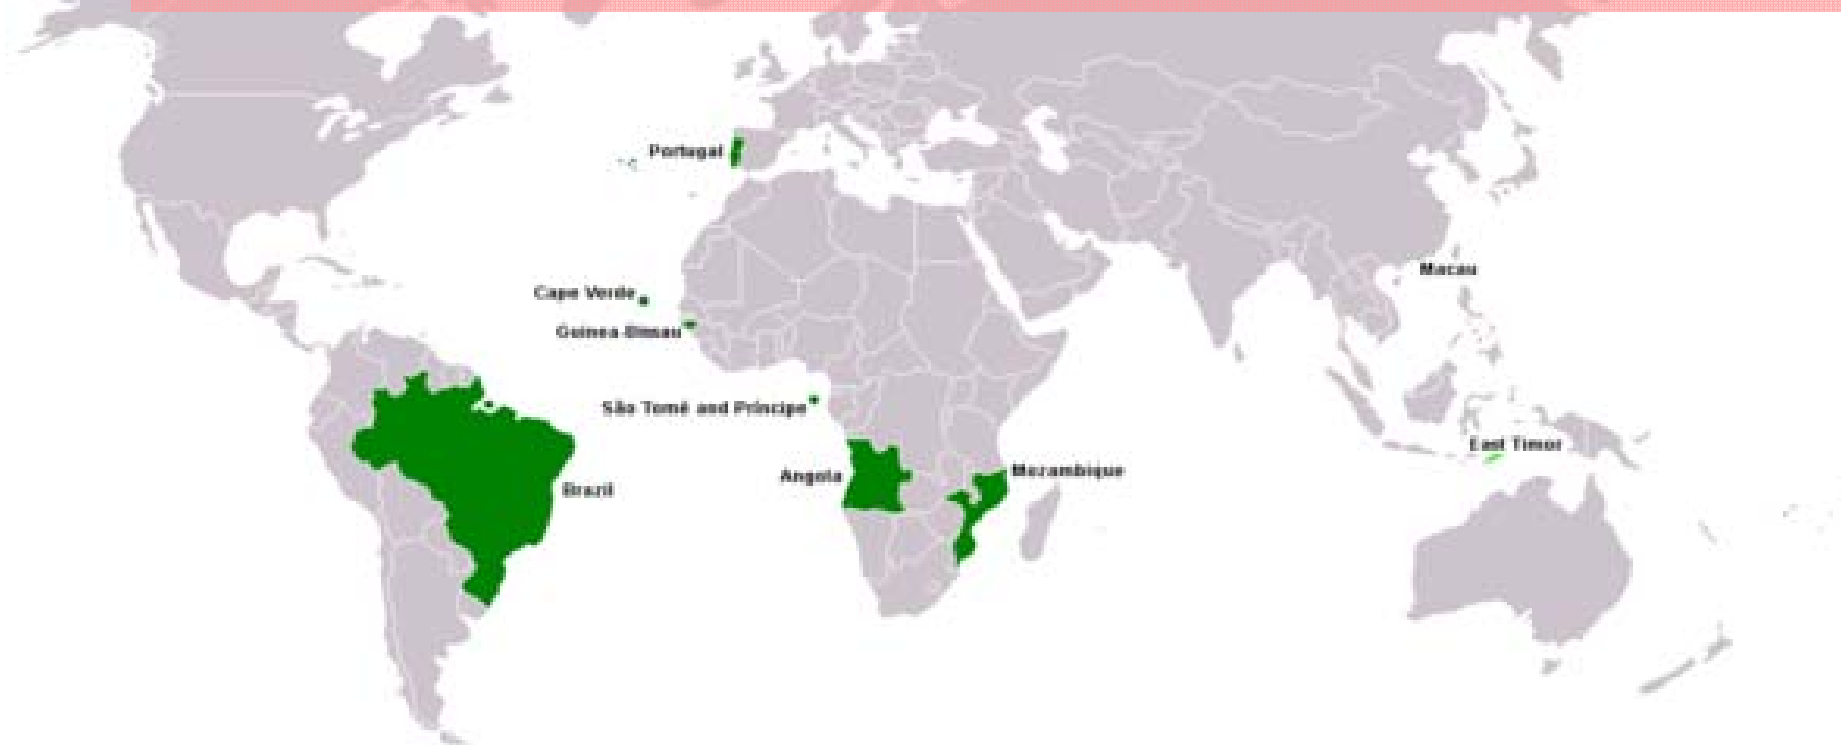 Portugal
Macau
Cape Verde
Guinea-Bissau
São Tomé and Príncipe
East Timor
Mozambique
Angola
Brazil